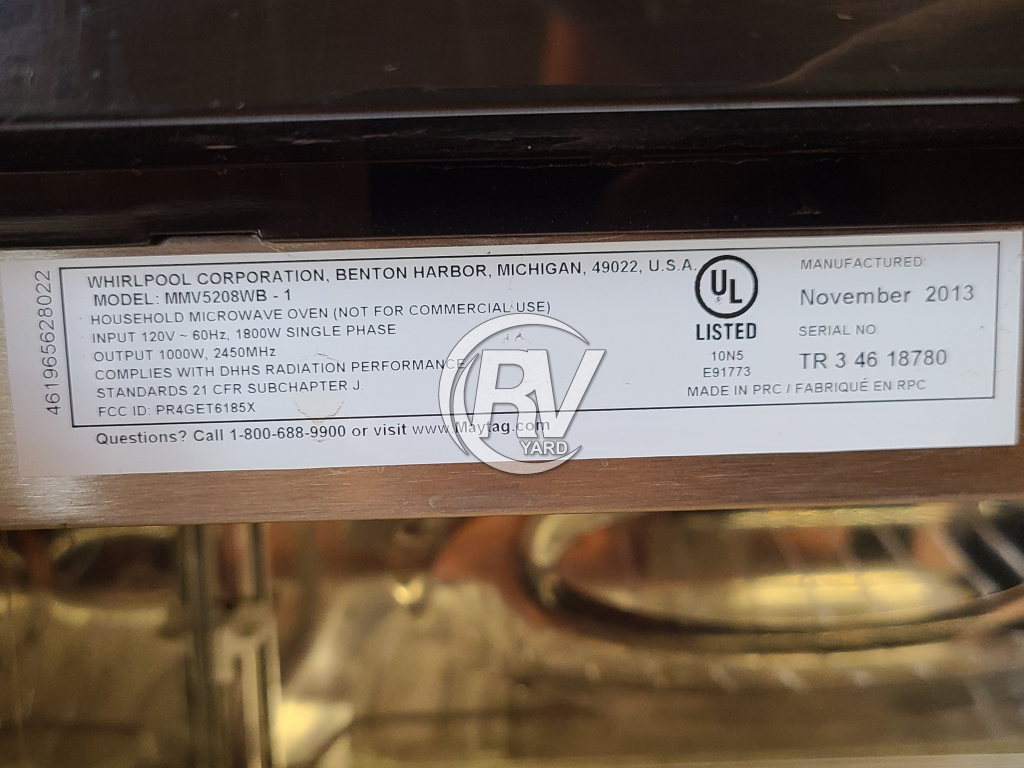 461965628022
WHIRLPOOL CORPORATION, BENTON HARBOR, MICHIGAN, 49022, U.S.A.
MODEL: MMV5208WB - 1
HOUSEHOLD MICROWAVE OVEN (NOT FOR COMMERCIAL USE)
INPUT 120V ~ 60Hz, 1800W SINGLE PHASE
OUTPUT 1000W, 2450MHz
COMPLIES WITH DHHS RADIATION PERFORMANCE
STANDARDS 21 CFR SUBCHAPTER J.
FCC ID: PR4GET6185X
UL
LISTED
10N5
E91773
MANUFACTURED:
November 2013
SERIAL NO:
TR 3 46 18780
MADE IN PRC / FABRIQUÉ EN RPC
Questions? Call 1-800-688-9900 or visit www.Maytag.com
RV
YARD